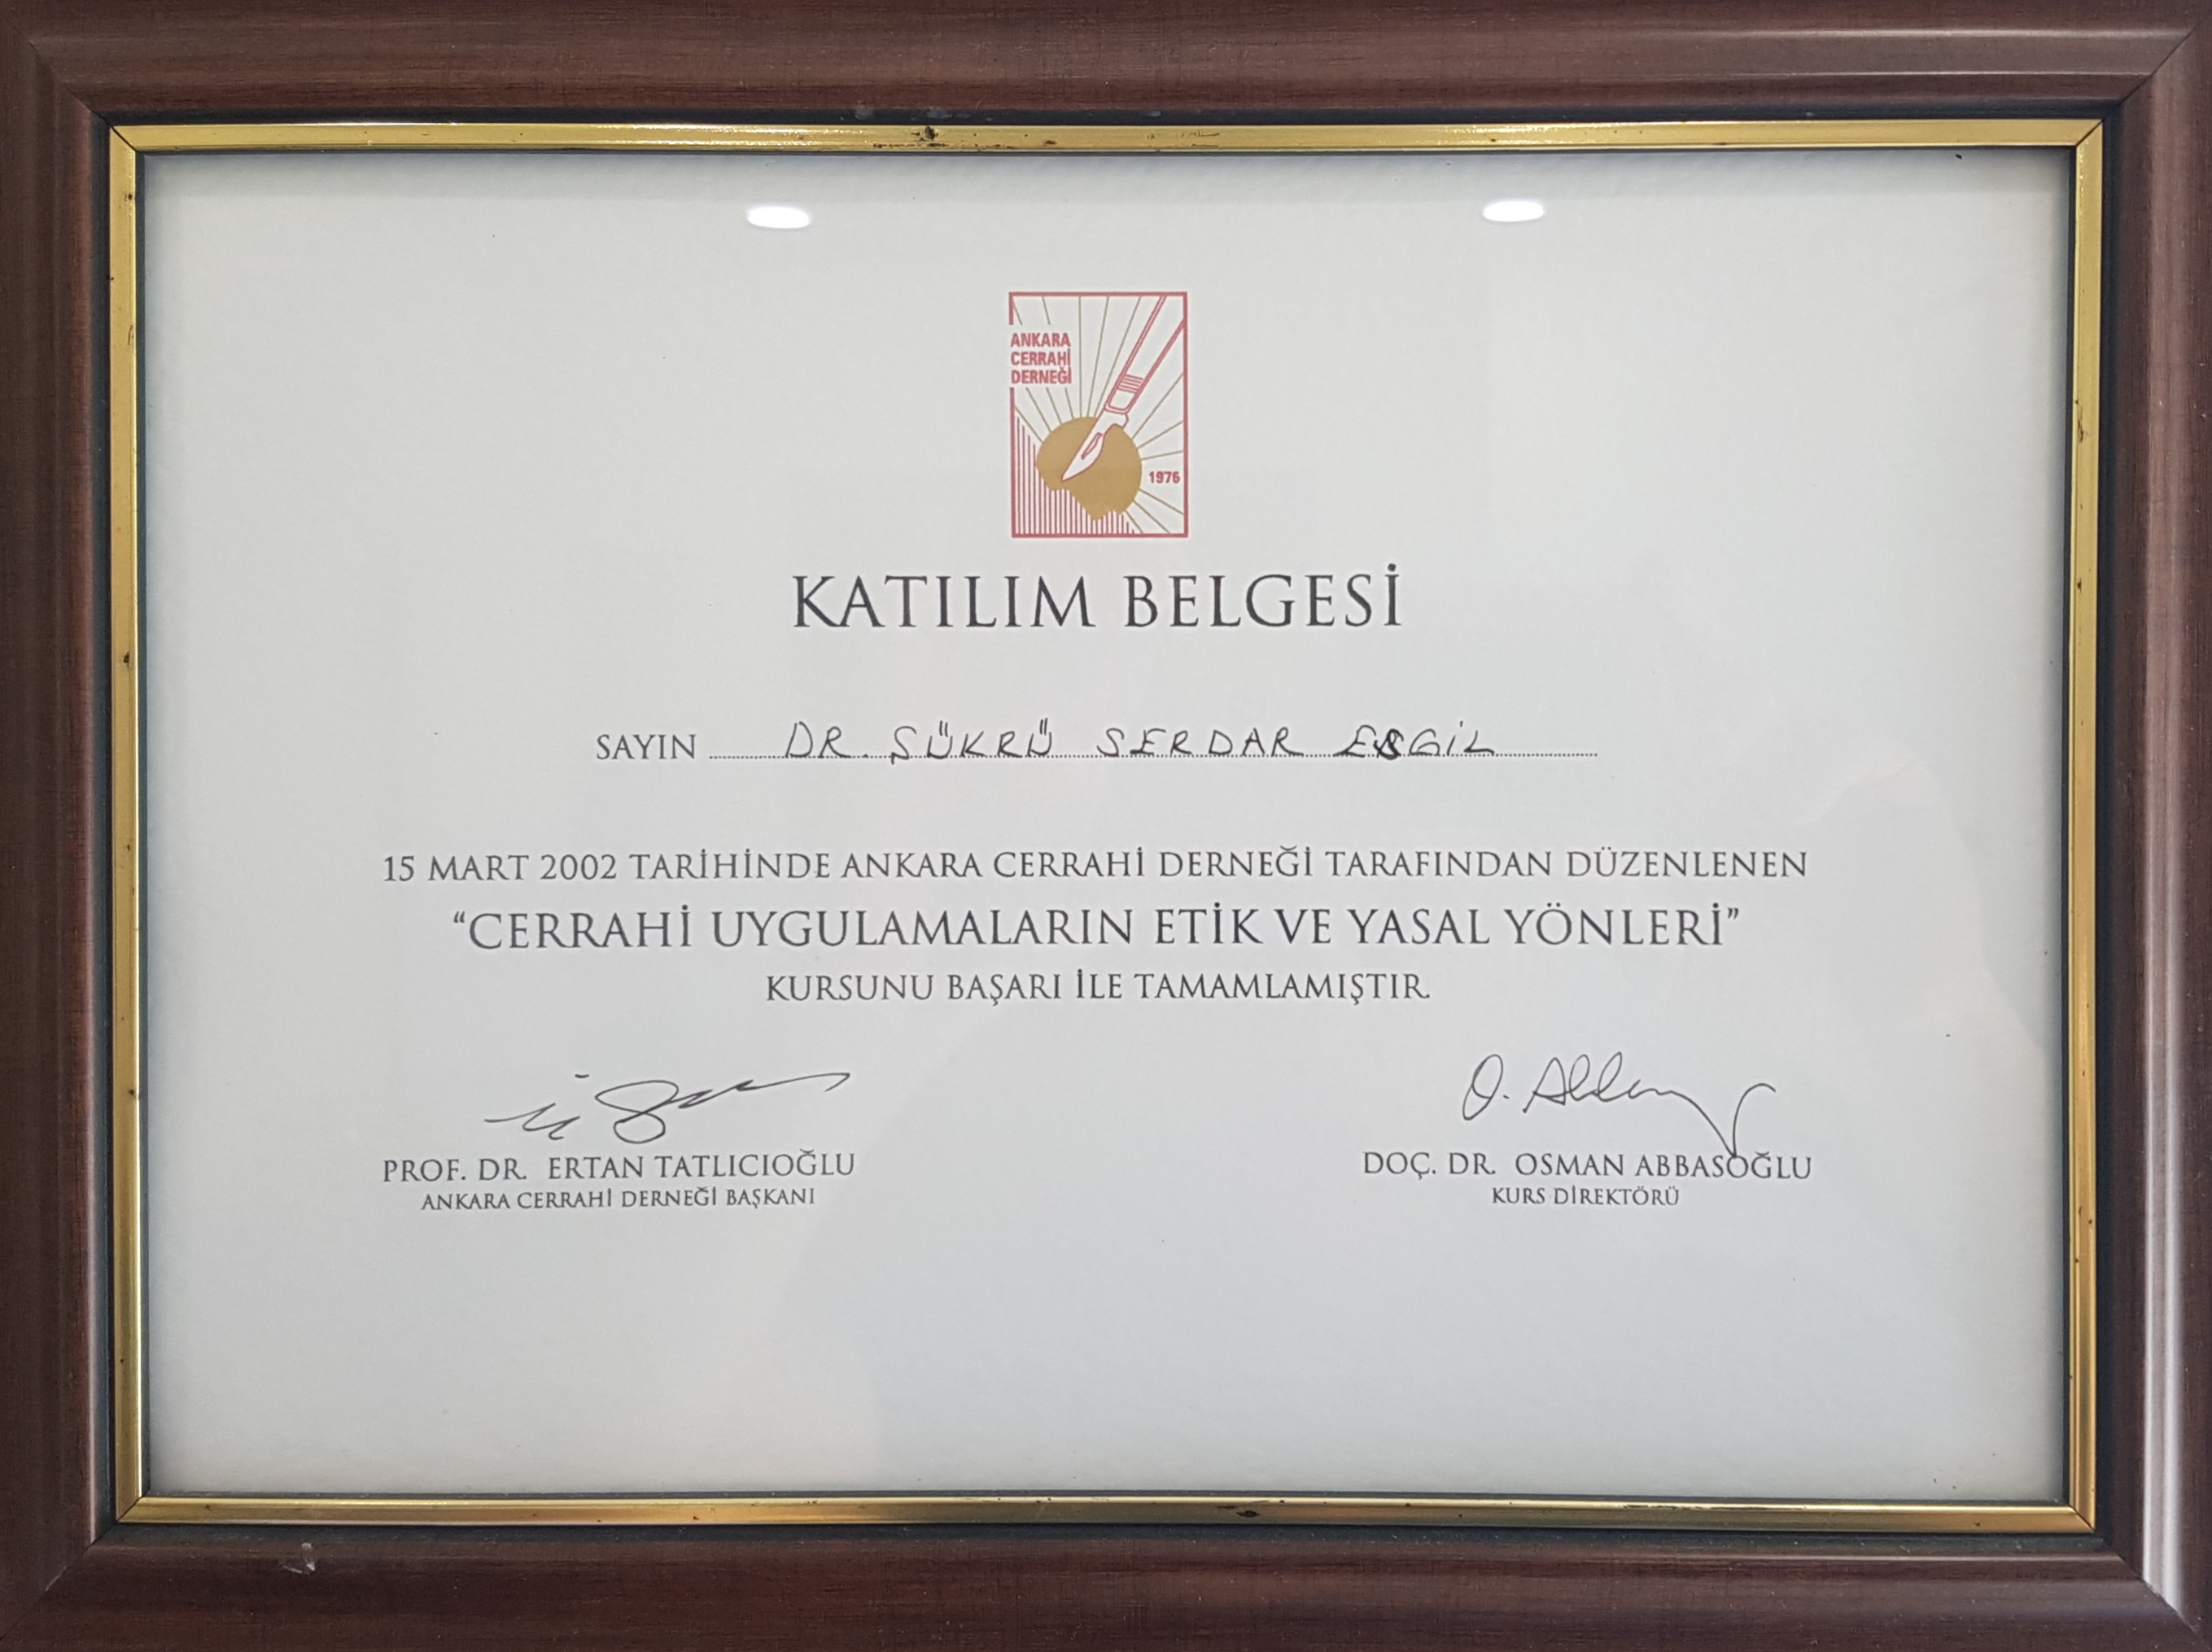 ANKARA
CERRAHİ
DERNEĞİ
1976
KATILIM BELGESİ
SAYIN DR. ŞÜKRÜ SERDAR
15 MART 2002 TARİHİNDE ANKARA CERRAHİ DERNEĞİ TARAFINDAN DÜZENLENEN
“CERRAHİ UYGULAMALARIN ETİK VE YASAL YÖNLERİ”
KURSUNU BAŞARI İLE TAMAMLAMIŞTIR.
PROF. DR. ERTAN TATLICIOĞLU
ANKARA CERRAHİ DERNEĞİ BAŞKANI
DOÇ. DR. OSMAN ABBASOĞLU
KURS DİREKTÖRÜ